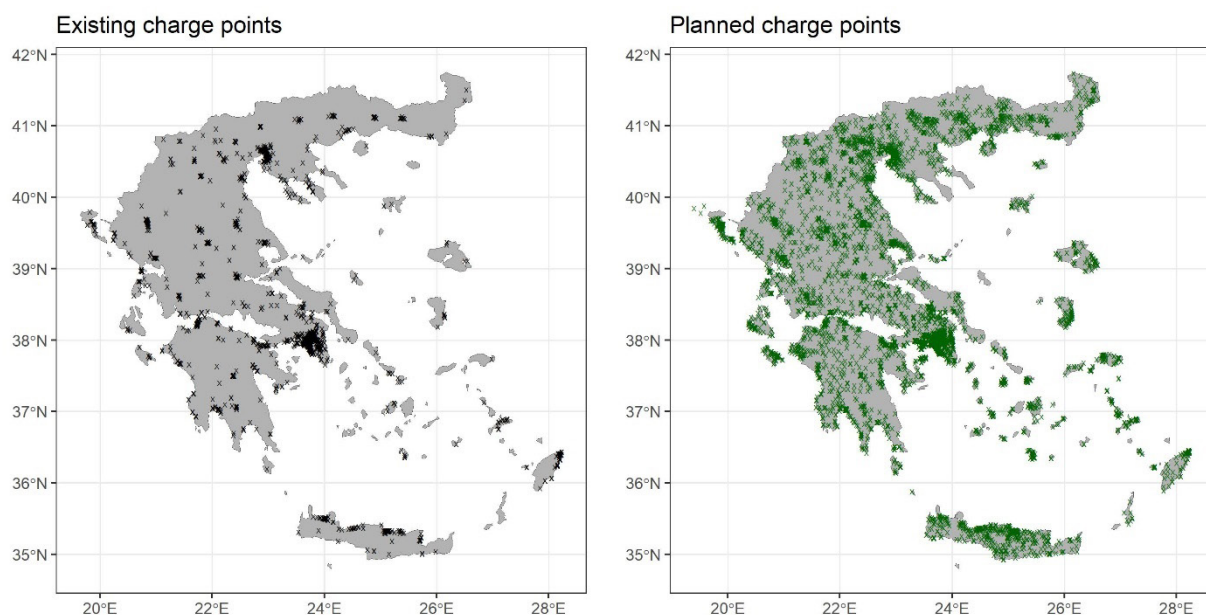 Existing charge points
42°N
41°N
40°N
39°N
38°N
37°N
36°N
35°N
20°E 22°E 24°E 26°E 28°E
Planned charge points
42°N
41°N
40°N
39°N
38°N
37°N
36°N
35°N
20°E 22°E 24°E 26°E 28°E